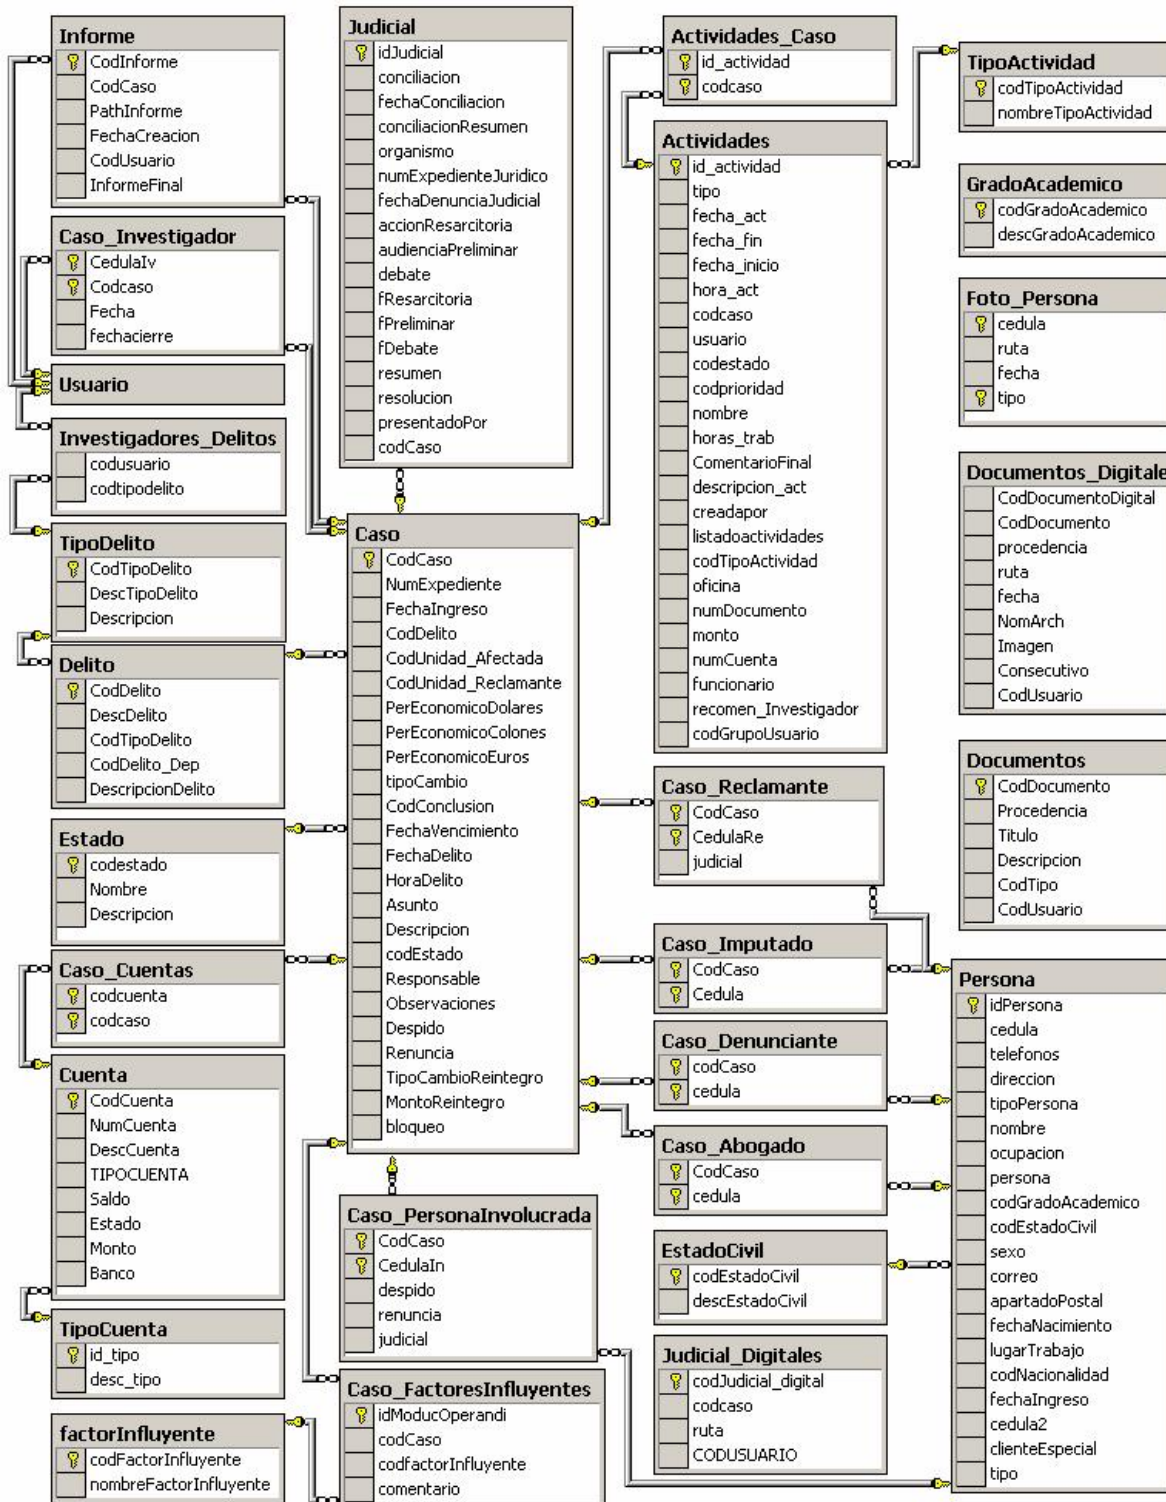 Informe
CodInforme
CodCaso
PathInforme
FechaCreacion
CodUsuario
InformeFinal
Caso_Investigador
CedulaIv
Codcaso
Fecha
fechacierre
Usuario
Investigadores_Delitos
codusuario
codtipodelito
TipoDelito
CodTipoDelito
DescTipoDelito
Descripcion
Delito
CodDelito
DescDelito
CodTipoDelito
CodDelito_Dep
DescripcionDelito
Estado
codestado
Nombre
Descripcion
Caso_Cuentas
codcuenta
codcaso
Cuenta
CodCuenta
NumCuenta
DescCuenta
TIPOCUENTA
Saldo
Estado
Monto
Banco
TipoCuenta
id_tipo
desc_tipo
factorInfluyente
codFactorInfluyente
nombreFactorInfluyente
Judicial
idJudicial
conciliacion
fechaConciliacion
conciliacionResumen
organismo
numExpedienteJuridico
fechaDenunciaJudicial
accionResarcitoria
audienciaPreliminar
debate
fResarcitoria
fPreliminar
fDebate
resumen
resolucion
presentadoPor
codCaso
Caso
CodCaso
NumExpediente
FechaIngreso
CodDelito
CodUnidad_Afectada
CodUnidad_Reclamante
PerEconomicoDolares
PerEconomicoColones
PerEconomicoEuros
tipoCambio
CodConclusion
FechaVencimiento
FechaDelito
HoraDelito
Asunto
Descripcion
codEstado
Responsable
Observaciones
Despido
Renuncia
TipoCambioReintegro
MontoReintegro
bloqueo
Caso_PersonaInvolucrada
CodCaso
CedulaIn
despido
renuncia
judicial
Caso_FactoresInfluyentes
idModucOperandi
codCaso
codfactorInfluyente
comentario
Actividades_Caso
id_actividad
codcaso
Actividades
id_actividad
tipo
fecha_act
fecha_fin
fecha_inicio
hora_act
codcaso
usuario
codestado
codprioridad
nombre
horas_trab
ComentarioFinal
descripcion_act
creadapor
listadoactividades
codTipoActividad
oficina
numDocumento
monto
numCuenta
funcionario
recomen_Investigador
codGrupoUsuario
Caso_Reclamante
CodCaso
CedulaRe
judicial
Caso_Imputado
CodCaso
Cedula
Caso_Denunciante
codCaso
cedula
Caso_Abogado
CodCaso
cedula
EstadoCivil
codEstadoCivil
descEstadoCivil
Judicial_Digitales
codJudicial_digital
codcaso
ruta
CODUSUARIO
TipoActividad
codTipoActividad
nombreTipoActividad
GradoAcademico
codGradoAcademico
descGradoAcademico
Foto_Persona
cedula
ruta
fecha
tipo
Documentos_Digitale
CodDocumentoDigital
CodDocumento
procedencia
ruta
fecha
NomArch
Imagen
Consecutivo
CodUsuario
Documentos
CodDocumento
Procedencia
Titulo
Descripcion
CodTipo
CodUsuario
Persona
idPersona
cedula
telefonos
direccion
tipoPersona
nombre
ocupacion
persona
codGradoAcademico
codEstadoCivil
sexo
correo
apartadoPostal
fechaNacimiento
lugarTrabajo
codNacionalidad
fechaIngreso
cedula2
clienteEspecial
tipo